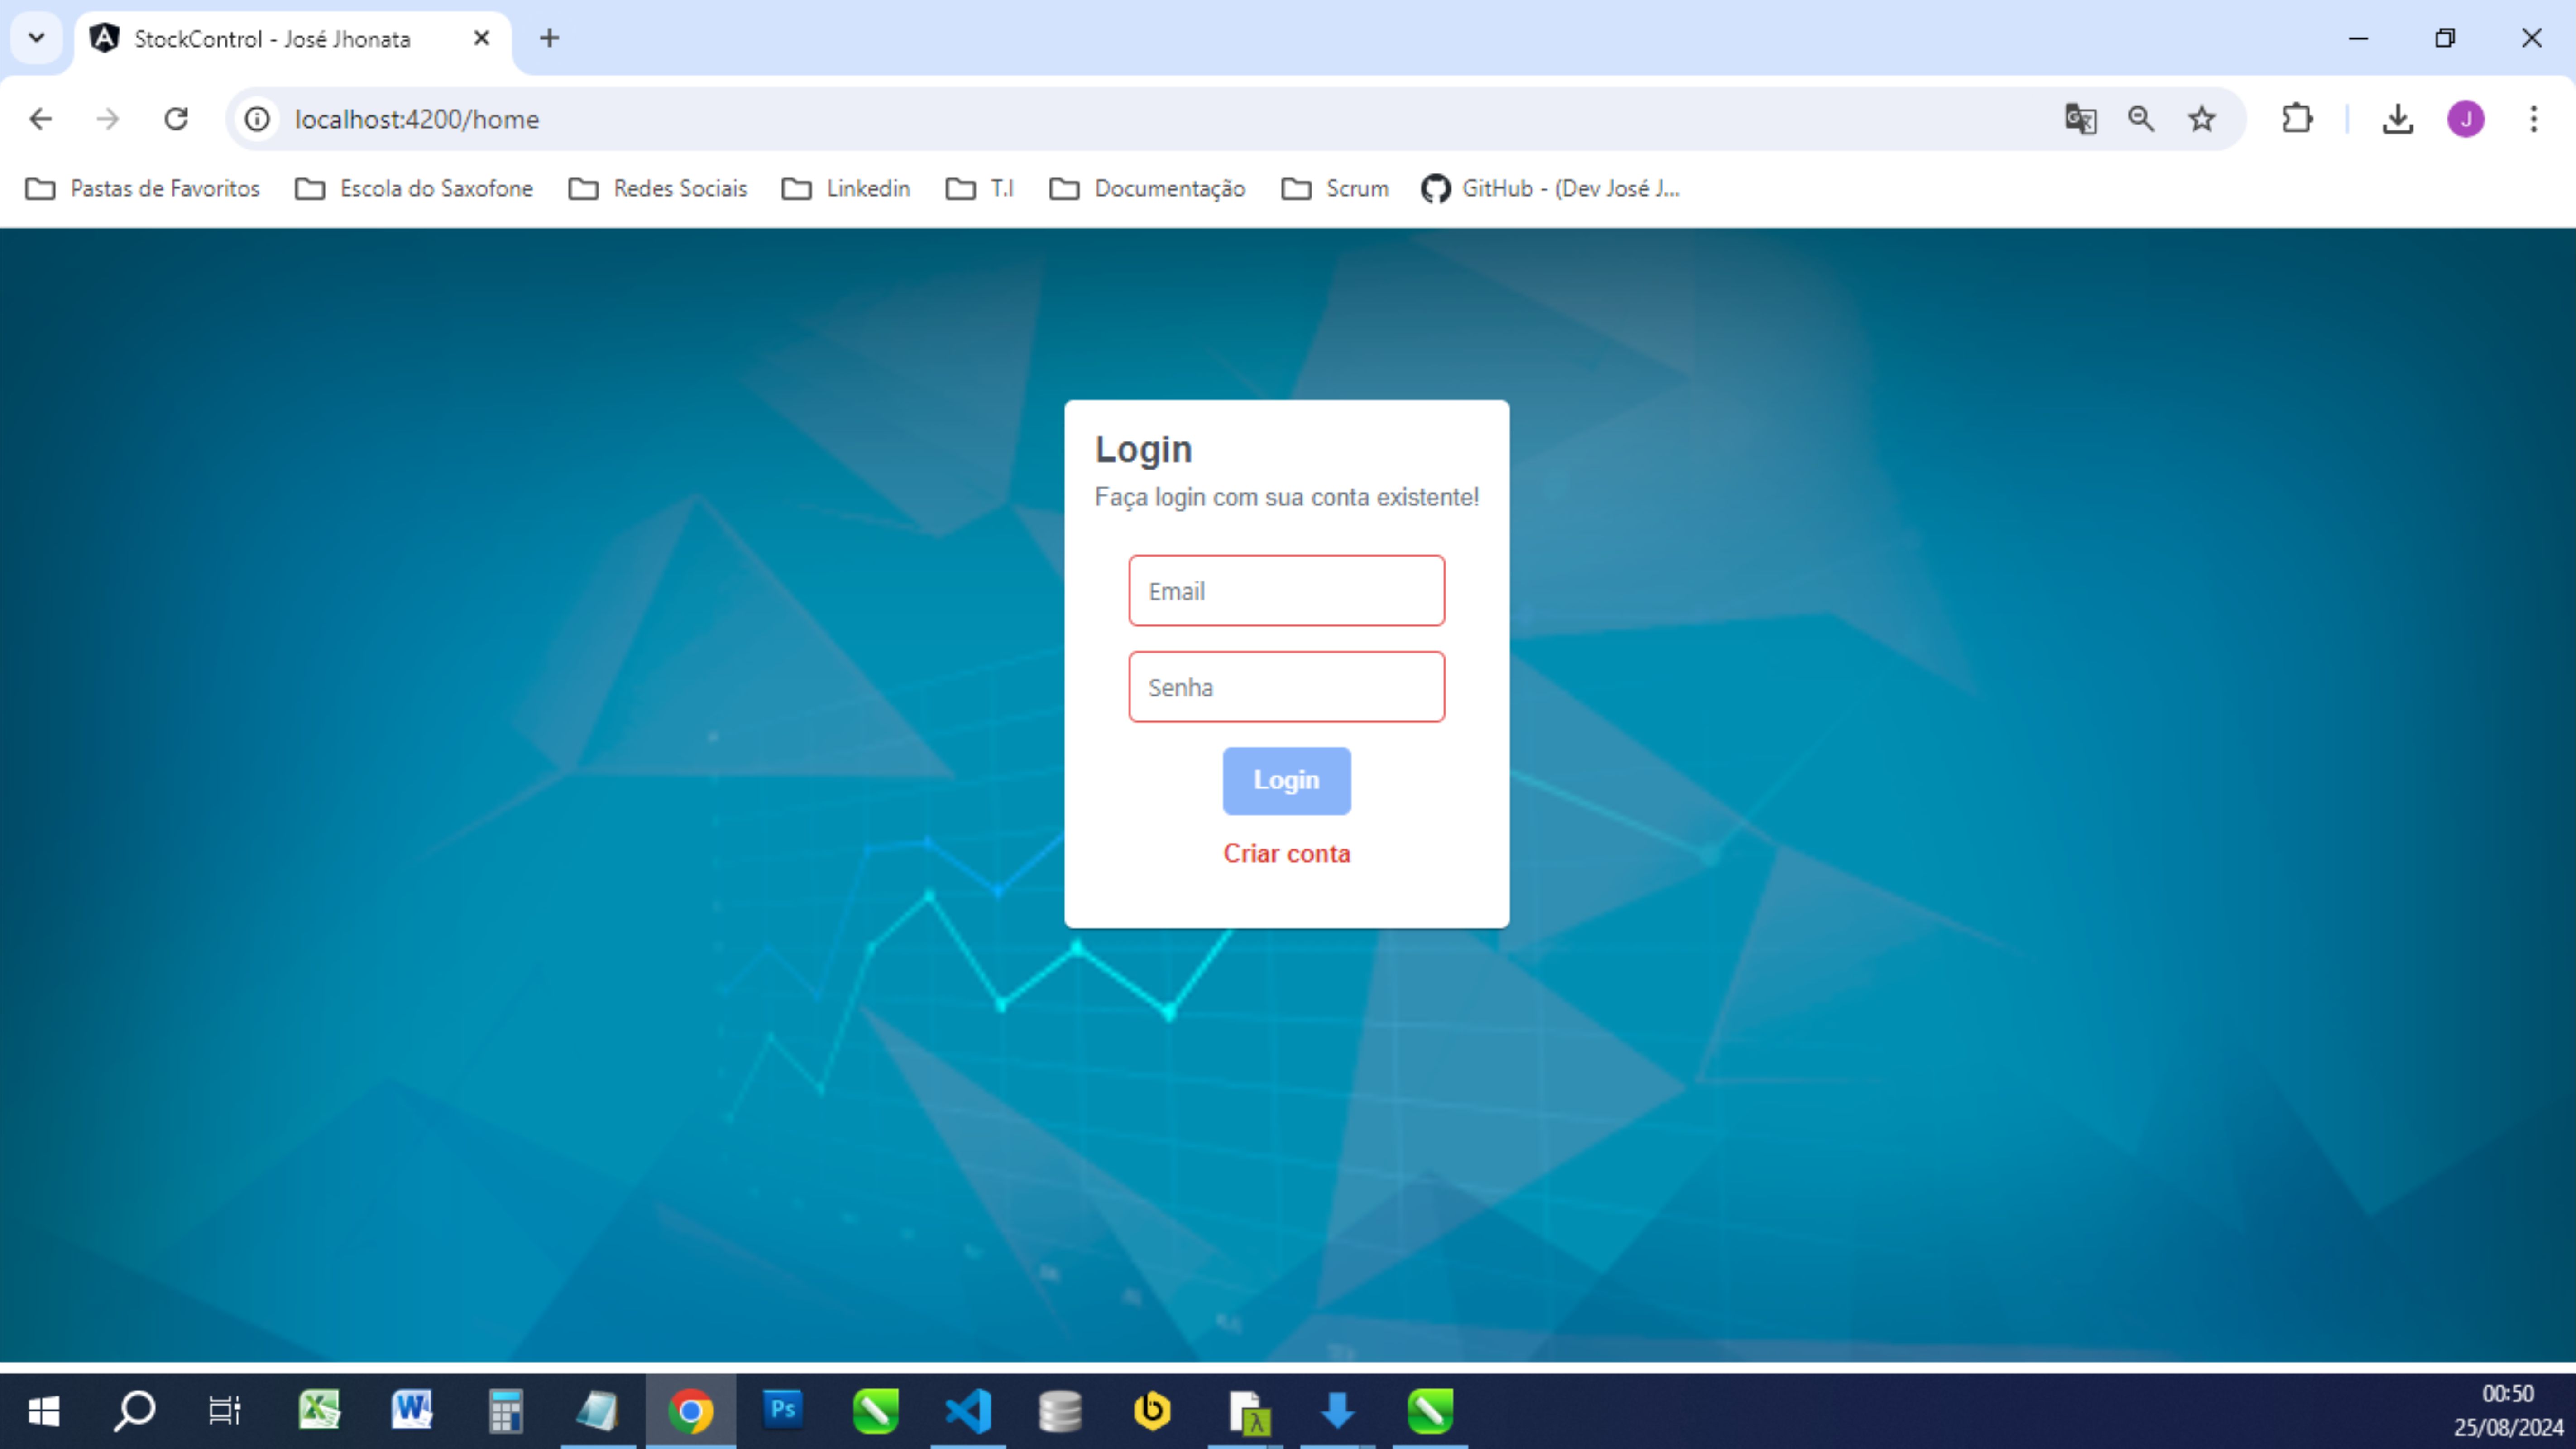 StockControl - José Jhonata
localhost:4200/home
J
Pastas de Favoritos
Escola do Saxofone
Redes Sociais
Linkedin
T.I
Documentação
Scrum
GitHub - (Dev José J...
Login
Faça login com sua conta existente!
Email
Senha
Login
Criar conta
Ps
00:50
25/08/2024